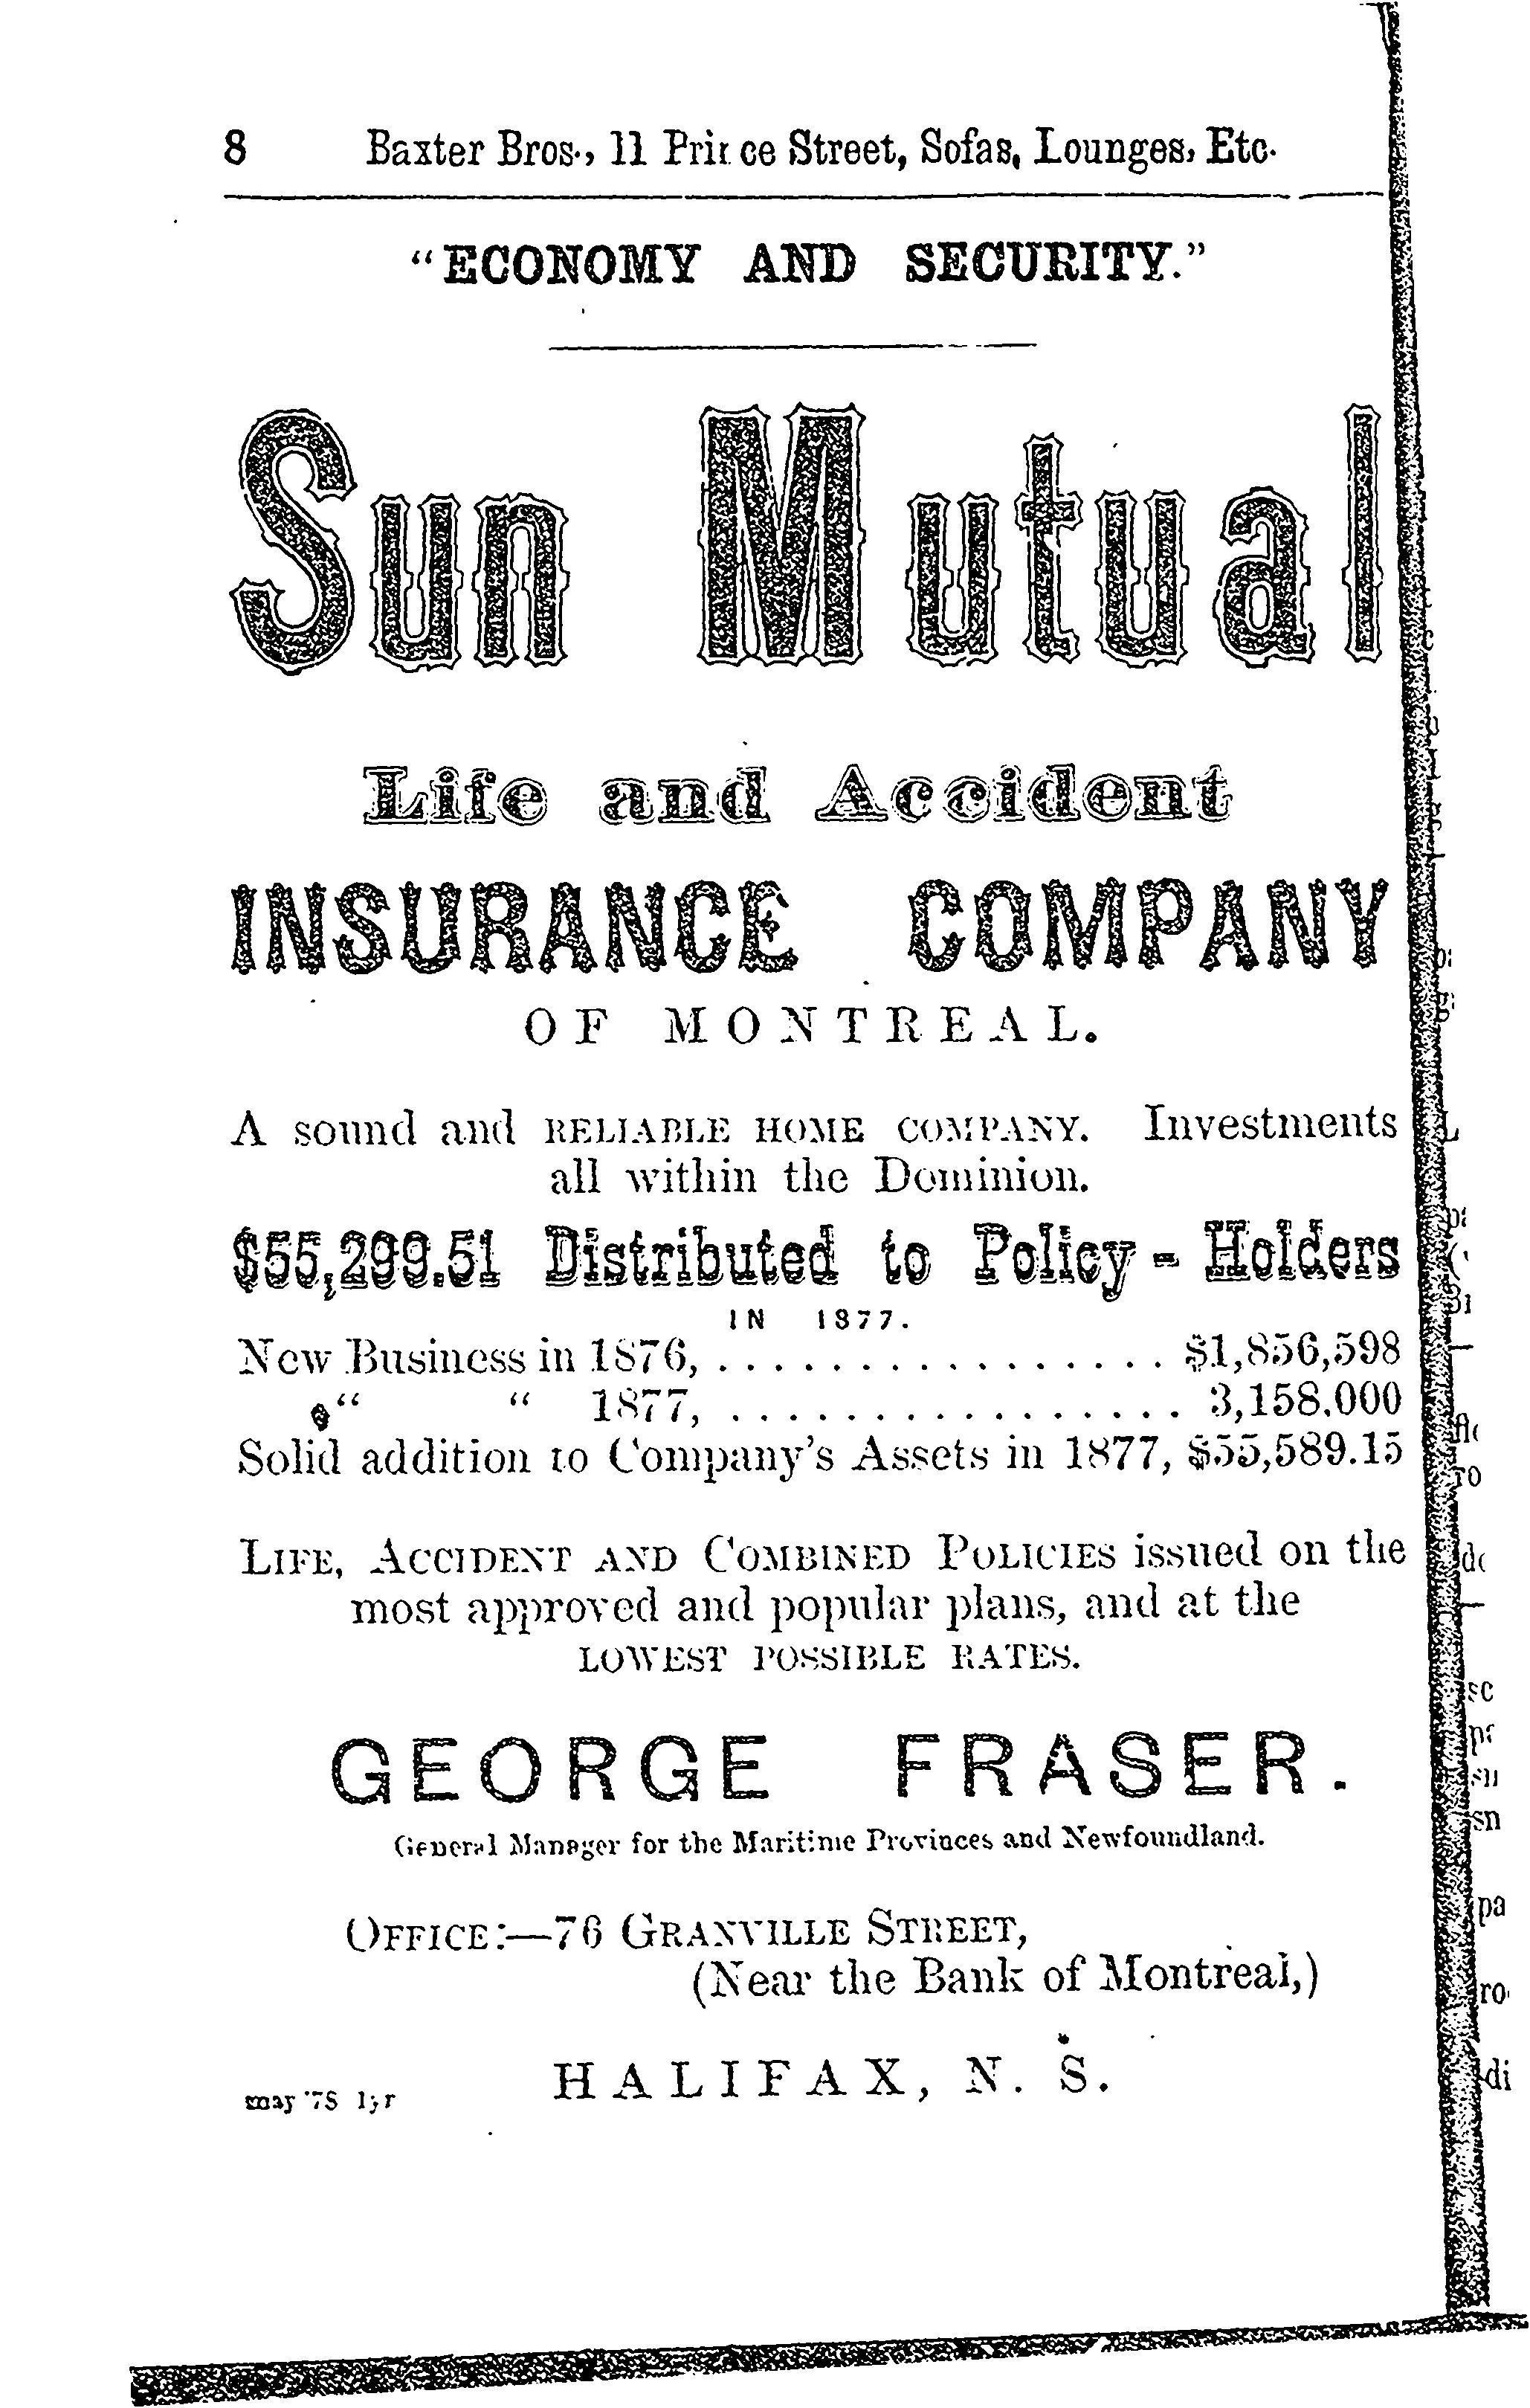 8 Baxter Bros., 11 Prince Street, Sofas, Lounges, Etc.
"ECONOMY AND SECURITY."
Sun Mutual
Life and Accident
INSURANCE COMPANY
OF MONTREAL.
A sound and RELIABLE HOME COMPANY. Investments
all within the Dominion.
$55,299.51 Distributed to Policy-Holders
IN 1877.
New Business in 1876, . . . . . . . . . . . . . . . . $1,856,598
" " 1877, . . . . . . . . . . . . . . . . 3,158.000
Solid addition to Company's Assets in 1877, $55,589.15
LIFE, ACCIDENT AND COMBINED POLICIES issued on the
most approved and popular plans, and at the
LOWEST POSSIBLE RATES.
GEORGE FRASER.
General Manager for the Maritime Provinces and Newfoundland.
OFFICE:—76 GRANVILLE STREET,
(Near the Bank of Montreal,)
HALIFAX, N. S.
may '78 1yr